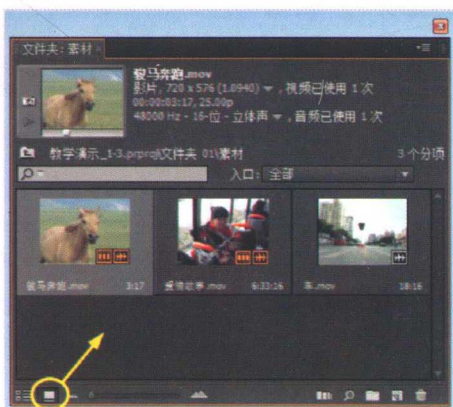 文件夹：素材
骏马奔跑.mov
影片，720 x 576 (1.0940)，视频已使用 1 次
00:00:03:17, 25.00p
48000 Hz - 16-位 - 立体声，音频已使用 1 次
教学演示_1-3.prproj\文件夹 01\素材 3 个分项
入口：全部
骏马奔跑.mov 3:17
爱情故事.mov 6:33:16
车.mov 18:16